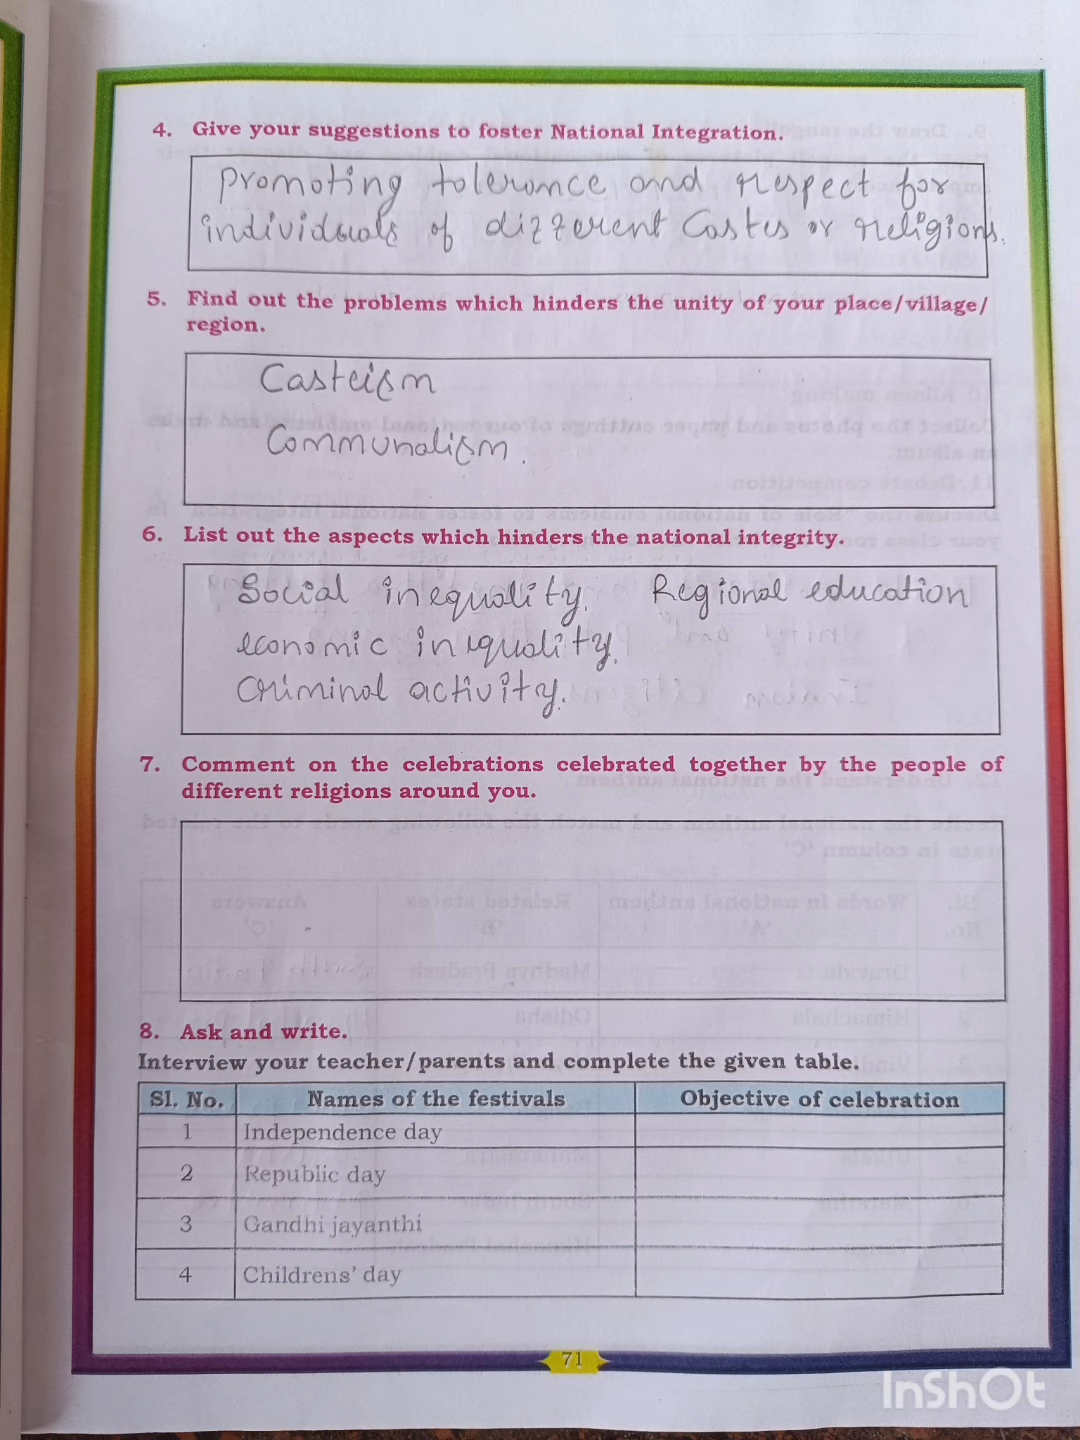 4. Give your suggestions to foster National Integration.
Promoting tolerance and respect for
individuals of different Castes or religions.
5. Find out the problems which hinders the unity of your place/village/
region.
Casteism
Communalism.
6. List out the aspects which hinders the national integrity.
Social inequality. Regional education
economic inequality.
Criminal activity.
7. Comment on the celebrations celebrated together by the people of
different religions around you.
8. Ask and write.
Interview your teacher/parents and complete the given table.
Sl. No. Names of the festivals Objective of celebration
1 Independence day
2 Republic day
3 Gandhi jayanthi
4 Childrens' day
71
InShOt